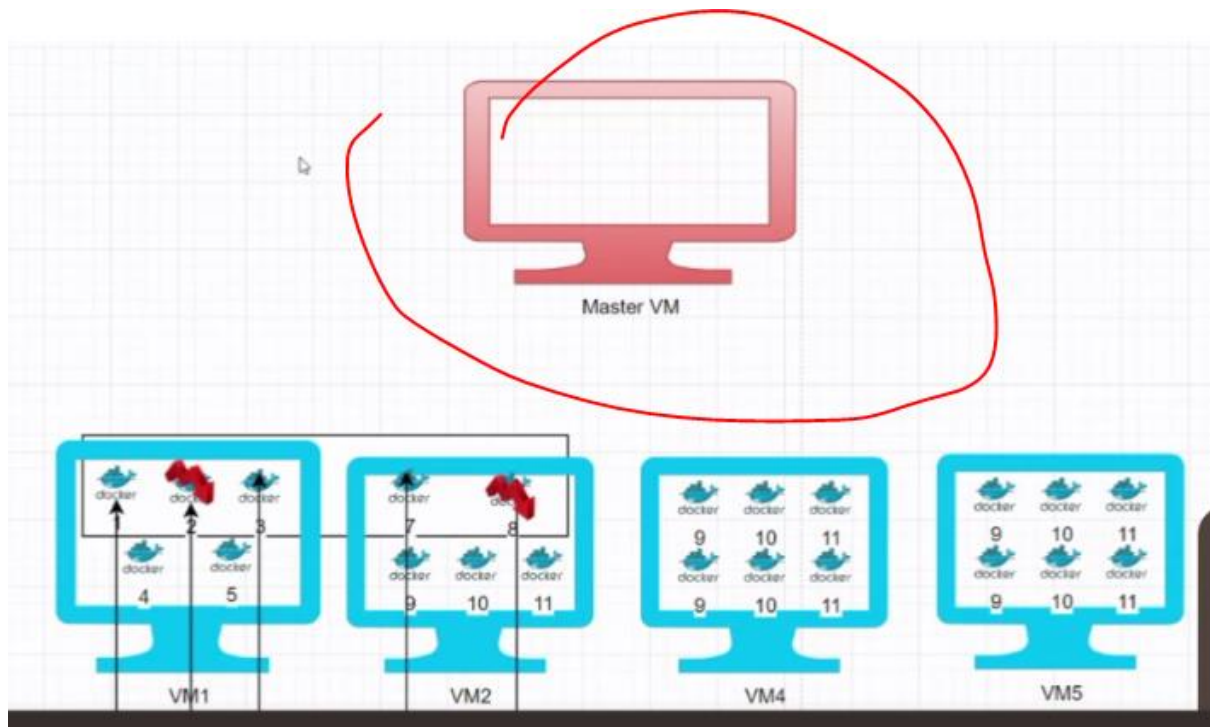 Master VM
docker docker docker docker
1 2 3 7 8
docker docker docker docker docker docker
9 10 11 9 10 11
docker docker docker docker docker
4 5 9 10 11
docker docker docker docker docker docker
9 10 11 9 10 11
VM1 VM2 VM4 VM5